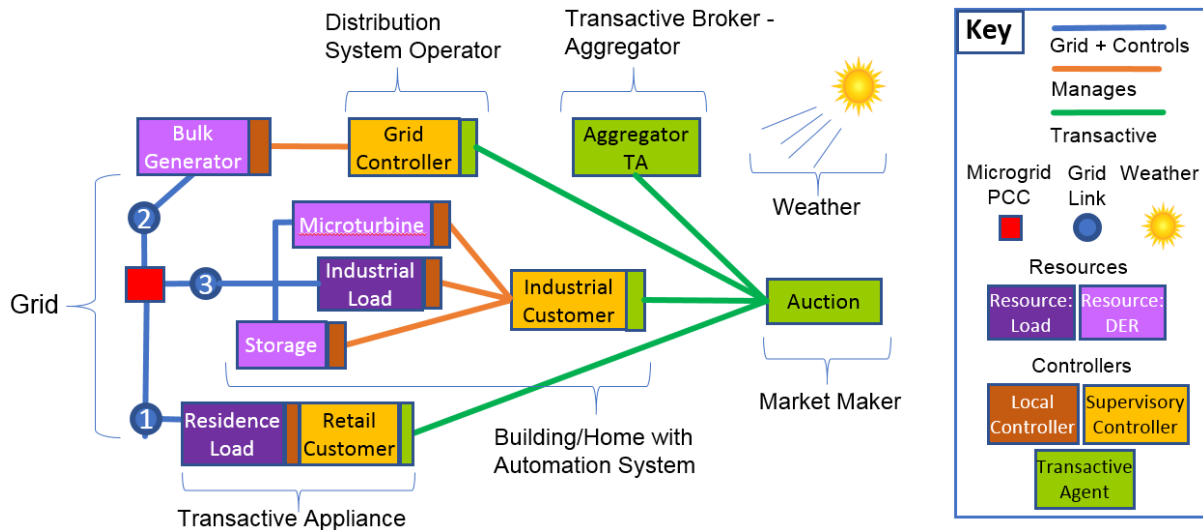 Distribution
System Operator
Transactive Broker -
Aggregator
Bulk
Generator
Grid
Controller
Aggregator
TA
Weather
2
Microturbine
Grid
3
Industrial
Load
Industrial
Customer
Auction
Storage
Market Maker
1
Residence
Load
Retail
Customer
Building/Home with
Automation System
Transactive Appliance
Key
Grid + Controls
Manages
Transactive
Microgrid
PCC
Grid
Link
Weather
Resources
Resource:
Load
Resource:
DER
Controllers
Local
Controller
Supervisory
Controller
Transactive
Agent